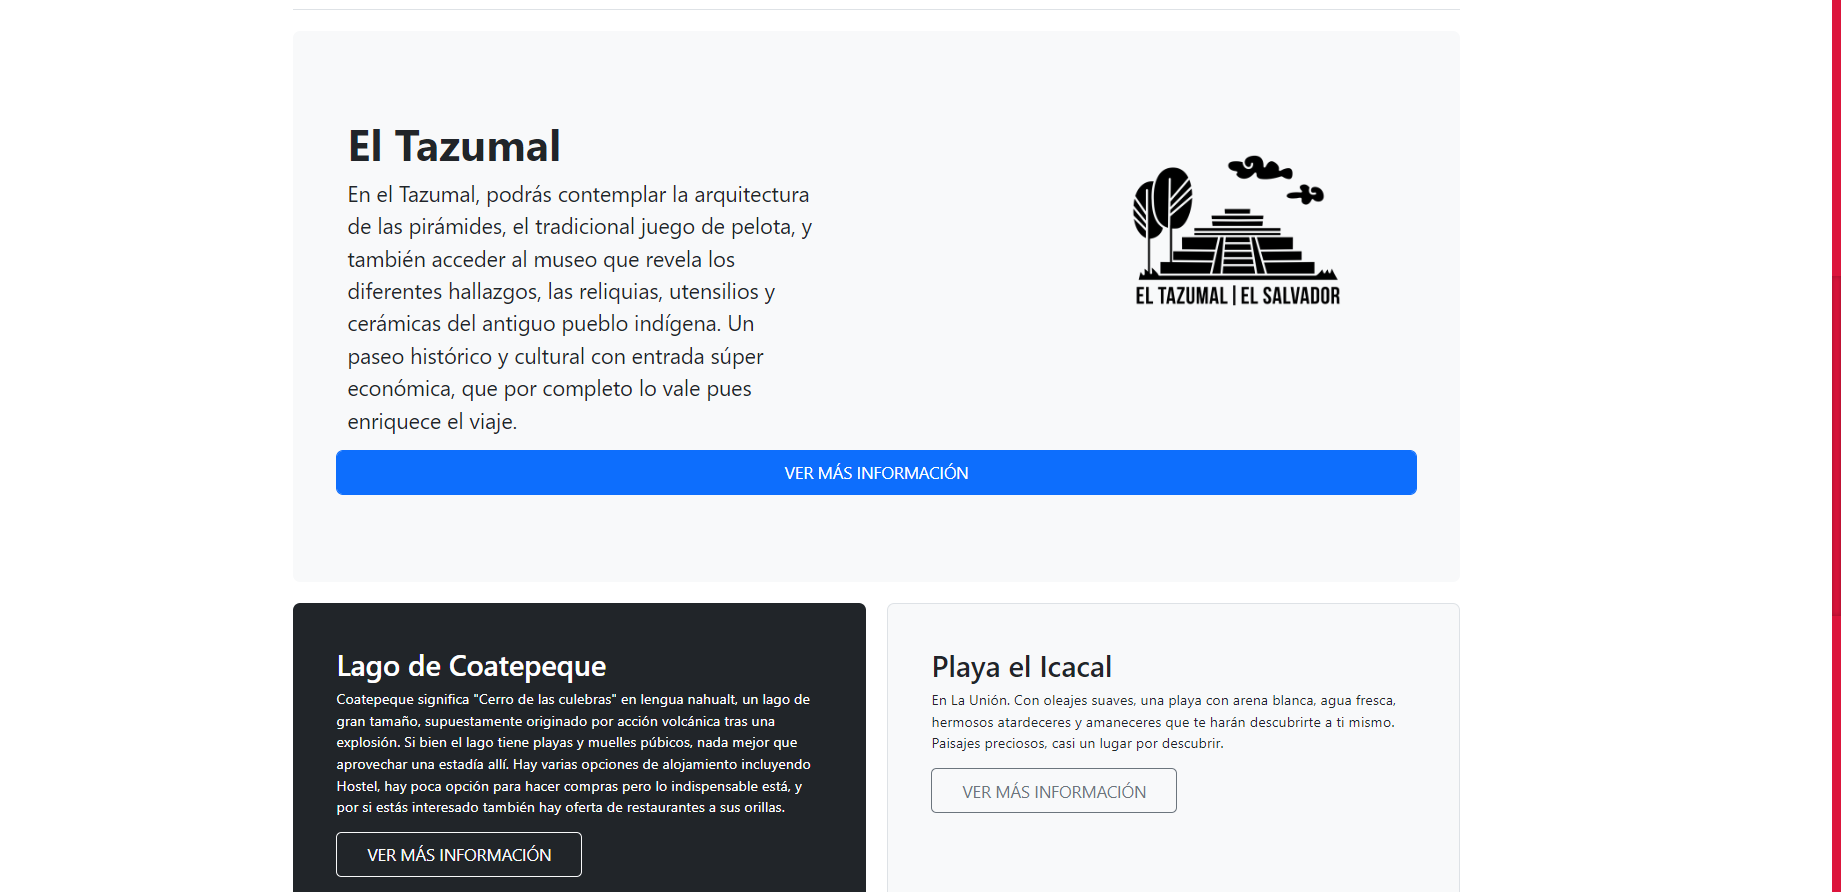 El Tazumal
En el Tazumal, podrás contemplar la arquitectura
de las pirámides, el tradicional juego de pelota, y
también acceder al museo que revela los
diferentes hallazgos, las reliquias, utensilios y
cerámicas del antiguo pueblo indígena. Un
paseo histórico y cultural con entrada súper
económica, que por completo lo vale pues
enriquece el viaje.
EL TAZUMAL | EL SALVADOR
VER MÁS INFORMACIÓN
Lago de Coatepeque
Coatepeque significa "Cerro de las culebras" en lengua nahualt, un lago de
gran tamaño, supuestamente originado por acción volcánica tras una
explosión. Si bien el lago tiene playas y muelles púbicos, nada mejor que
aprovechar una estadía allí. Hay varias opciones de alojamiento incluyendo
Hostel, hay poca opción para hacer compras pero lo indispensable está, y
por si estás interesado también hay oferta de restaurantes a sus orillas.
VER MÁS INFORMACIÓN
Playa el Icacal
En La Unión. Con oleajes suaves, una playa con arena blanca, agua fresca,
hermosos atardeceres y amaneceres que te harán descubrirte a ti mismo.
Paisajes preciosos, casi un lugar por descubrir.
VER MÁS INFORMACIÓN